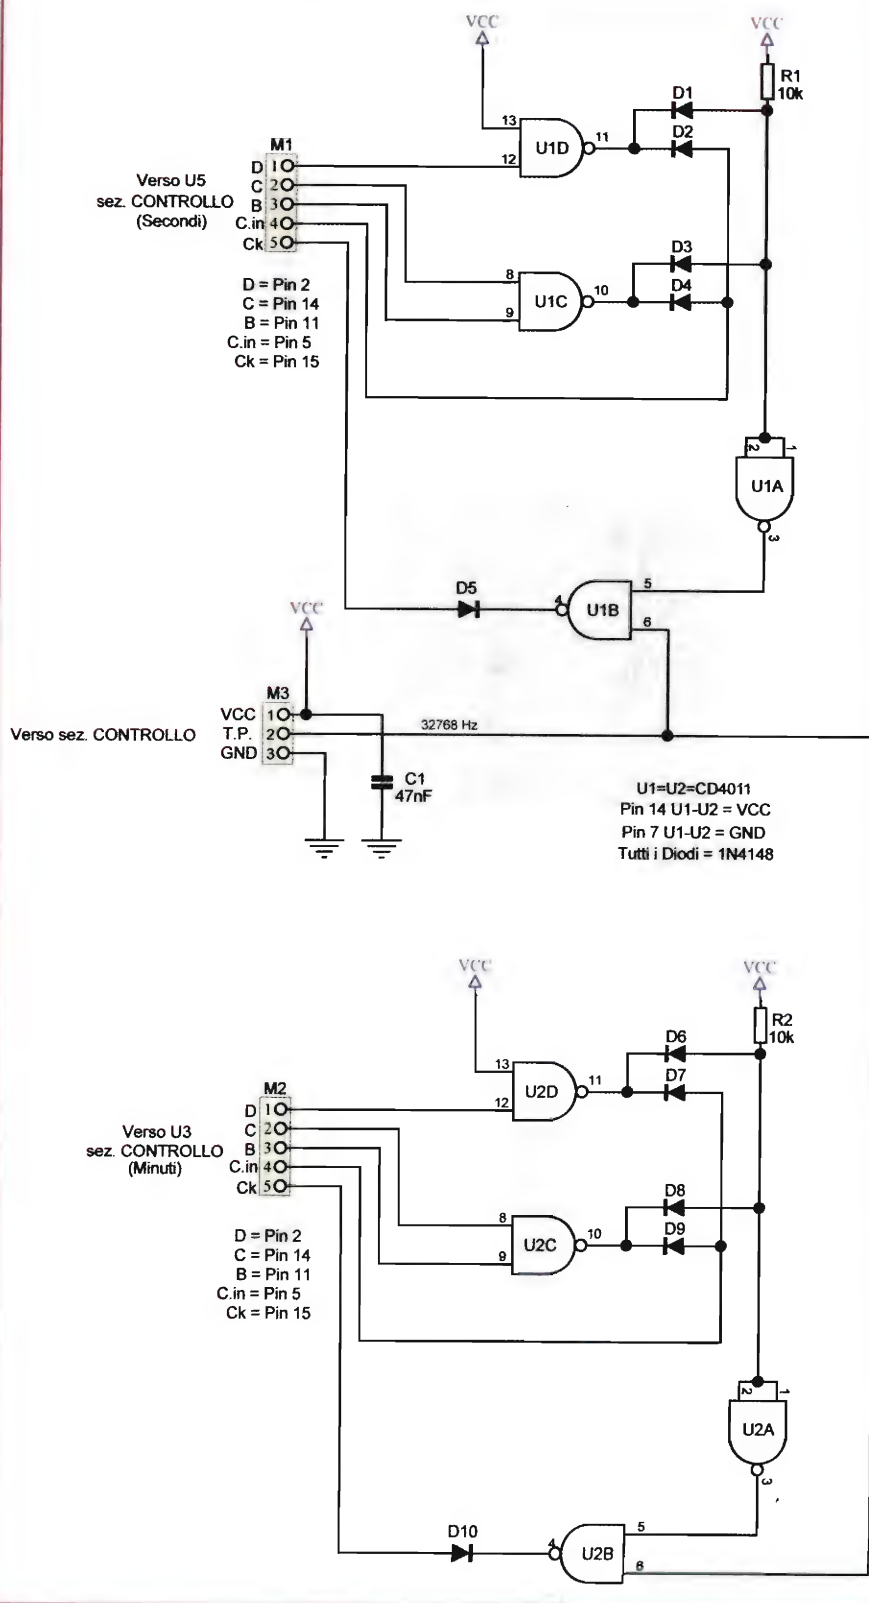 VCC
VCC
R1
10k
D1
D2
13
12
U1D
11
M1
Verso U5
sez. CONTROLLO
(Secondi)
D 1
C 2
B 3
C.in 4
Ck 5
D3
D4
8
9
U1C
10
D = Pin 2
C = Pin 14
B = Pin 11
C.in = Pin 5
Ck = Pin 15
2 1
U1A
3
D5
4
U1B
5
6
VCC
M3
Verso sez. CONTROLLO
VCC 1
T.P. 2
GND 3
32768 Hz
C1
47nF
U1=U2=CD4011
Pin 14 U1-U2 = VCC
Pin 7 U1-U2 = GND
Tutti i Diodi = 1N4148
VCC
VCC
R2
10k
D6
D7
13
12
U2D
11
M2
Verso U3
sez. CONTROLLO
(Minuti)
D 1
C 2
B 3
C.in 4
Ck 5
D8
D9
8
9
U2C
10
D = Pin 2
C = Pin 14
B = Pin 11
C.in = Pin 5
Ck = Pin 15
2 1
U2A
3
D10
4
U2B
5
6